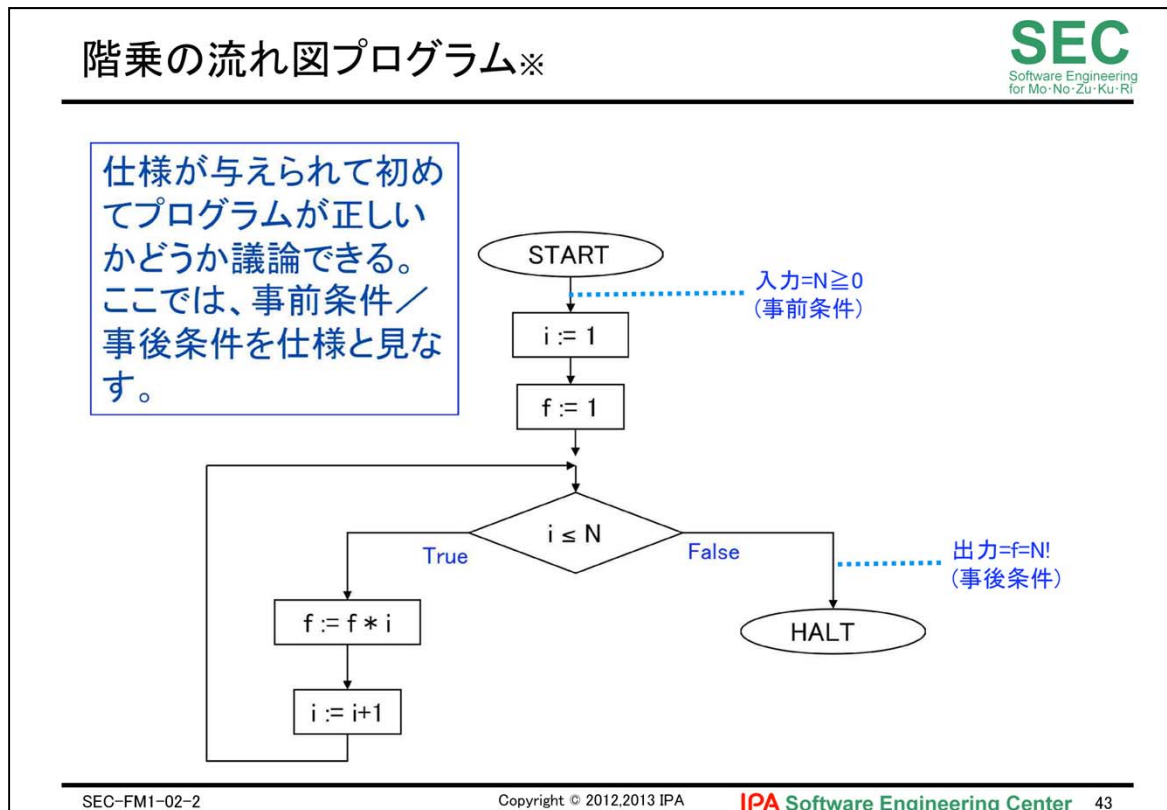 階乗の流れ図プログラム※
SEC
Software Engineering
for Mo・No・Zu・Ku・Ri
仕様が与えられて初め
てプログラムが正しい
かどうか議論できる。
ここでは、事前条件／
事後条件を仕様と見な
す。
START
入力=N≧0
(事前条件)
i := 1
f := 1
i ≤ N
True
False
出力=f=N!
(事後条件)
f := f * i
HALT
i := i+1
SEC-FM1-02-2
Copyright © 2012,2013 IPA
IPA Software Engineering Center
43